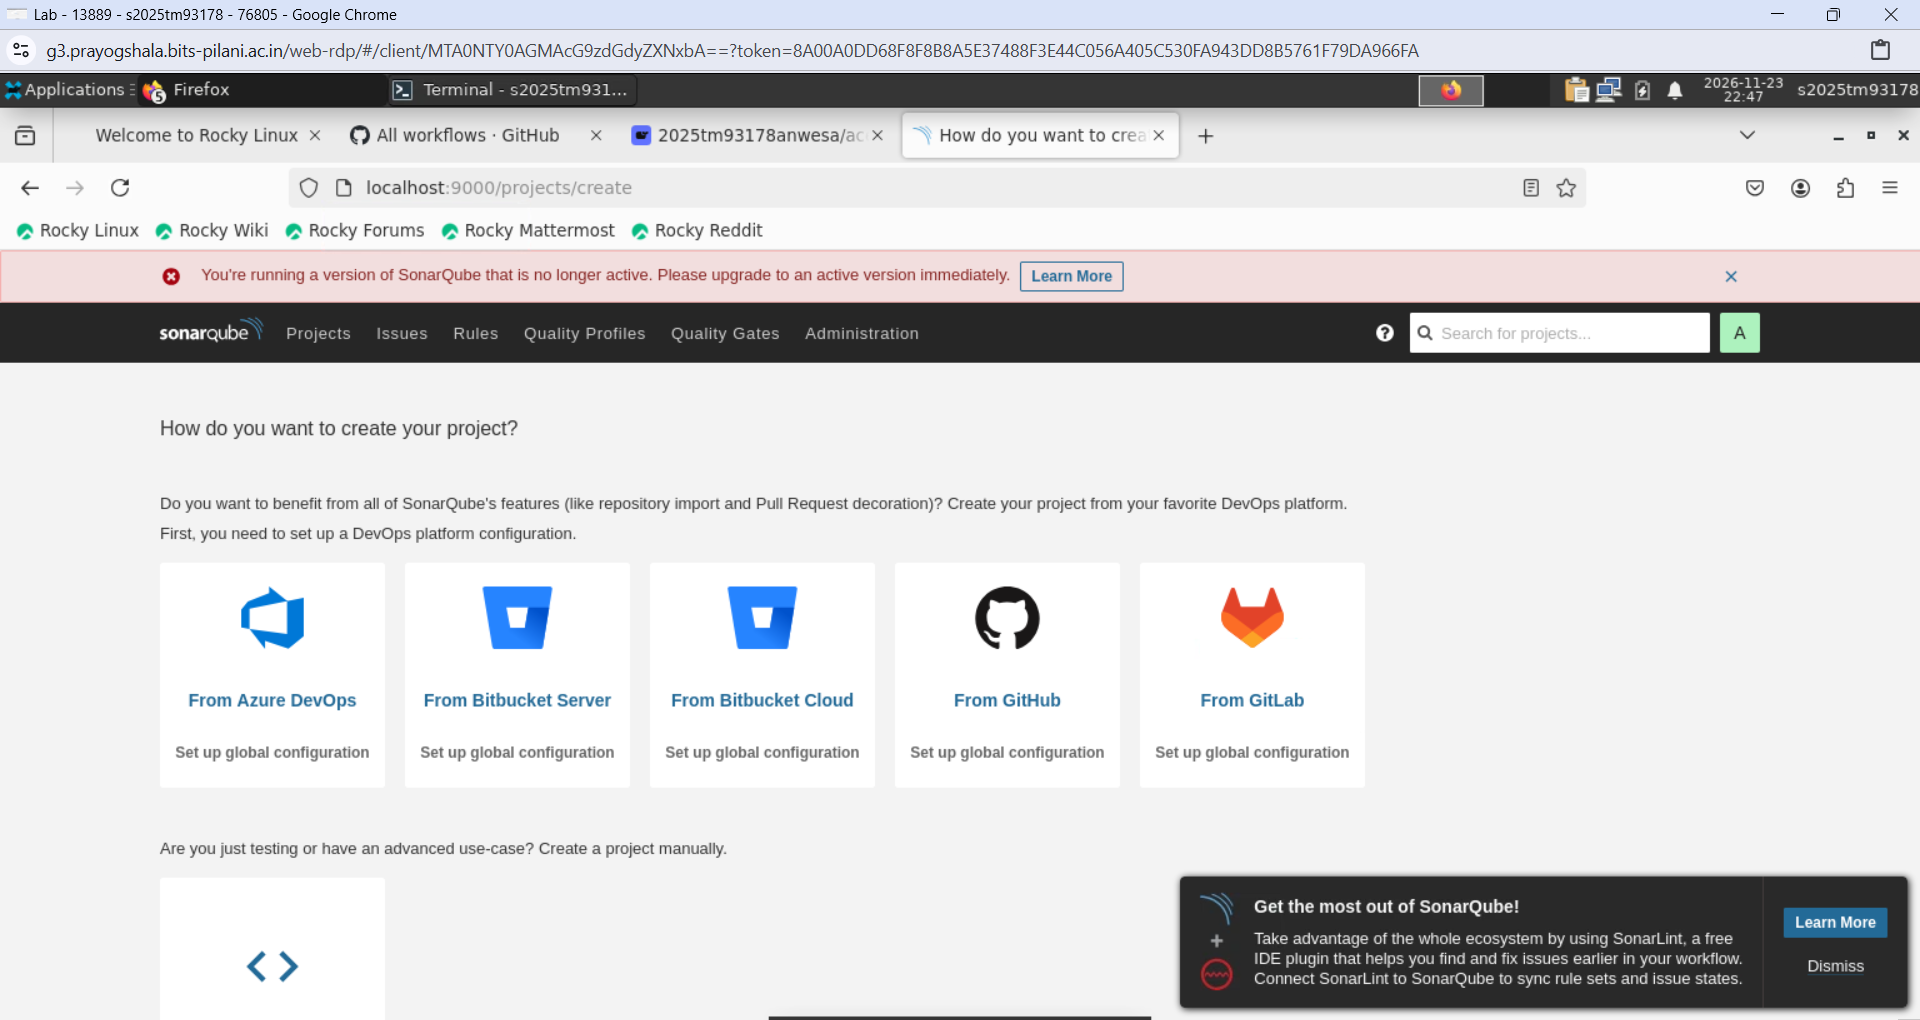 Lab - 13889 - s2025tm93178 - 76805 - Google Chrome
g3.prayogshala.bits-pilani.ac.in/web-rdp/#/client/MTA0NTY0AGMAcG9zdGdyZXNxbA==?token=8A00A0DD68F8F8B8A5E37488F3E44C056A405C530FA943DD8B5761F79DA966FA
Applications
5 Firefox
Terminal - s2025tm931...
2026-11-23
22:47
s2025tm93178
Welcome to Rocky Linux
All workflows · GitHub
2025tm93178anwesa/ac
How do you want to crea
localhost:9000/projects/create
Rocky Linux Rocky Wiki Rocky Forums Rocky Mattermost Rocky Reddit
You're running a version of SonarQube that is no longer active. Please upgrade to an active version immediately. Learn More
sonarqube Projects Issues Rules Quality Profiles Quality Gates Administration ? Search for projects... A
How do you want to create your project?
Do you want to benefit from all of SonarQube's features (like repository import and Pull Request decoration)? Create your project from your favorite DevOps platform.
First, you need to set up a DevOps platform configuration.
From Azure DevOps
Set up global configuration
From Bitbucket Server
Set up global configuration
From Bitbucket Cloud
Set up global configuration
From GitHub
Set up global configuration
From GitLab
Set up global configuration
Are you just testing or have an advanced use-case? Create a project manually.
Get the most out of SonarQube!
Take advantage of the whole ecosystem by using SonarLint, a free
IDE plugin that helps you find and fix issues earlier in your workflow.
Connect SonarLint to SonarQube to sync rule sets and issue states.
Learn More
Dismiss